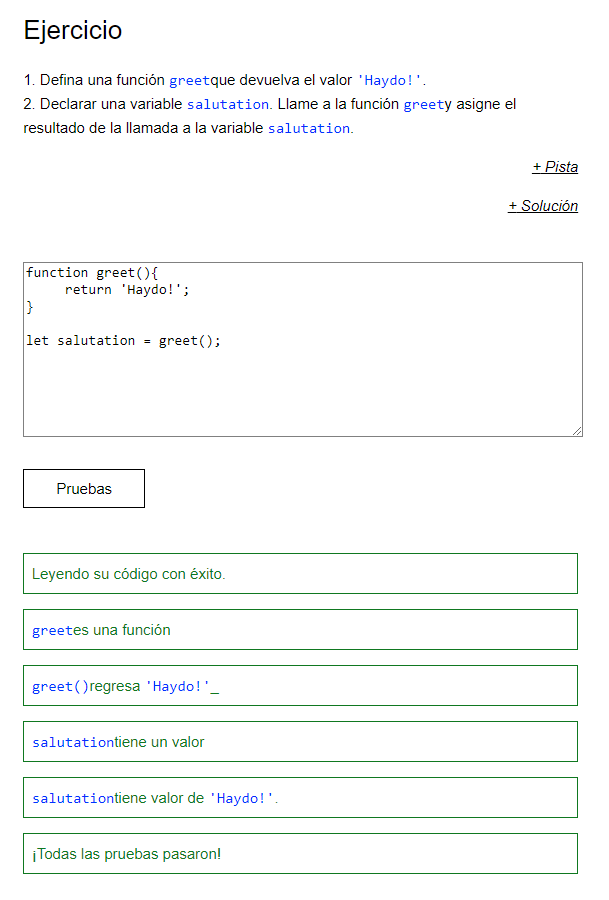 Ejercicio
1. Defina una función greetque devuelva el valor 'Haydo!'.
2. Declarar una variable salutation. Llame a la función greety asigne el
resultado de la llamada a la variable salutation.
+ Pista
+ Solución
function greet(){
     return 'Haydo!';
}
let salutation = greet();
Pruebas
Leyendo su código con éxito.
greetes una función
greet()regresa 'Haydo!'_
salutationtiene un valor
salutationtiene valor de 'Haydo!'.
¡Todas las pruebas pasaron!